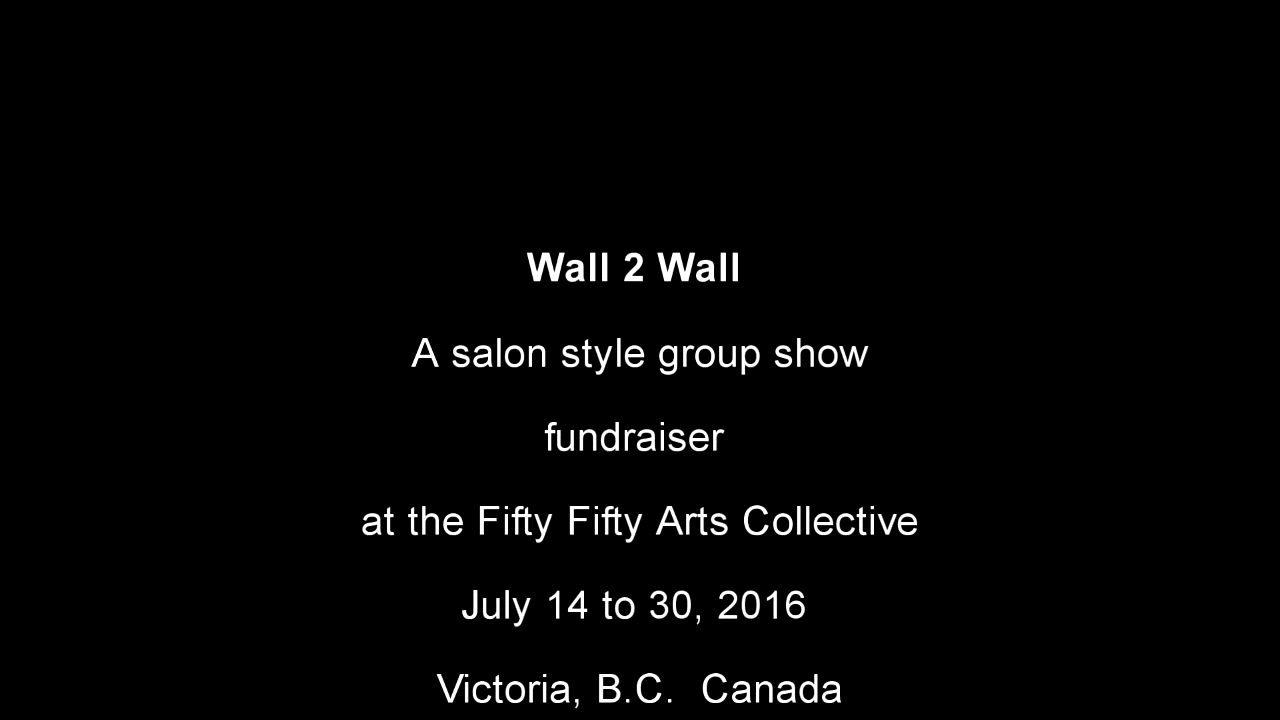 Wall 2 Wall
A salon style group show
fundraiser
at the Fifty Fifty Arts Collective
July 14 to 30, 2016
Victoria, B.C.  Canada